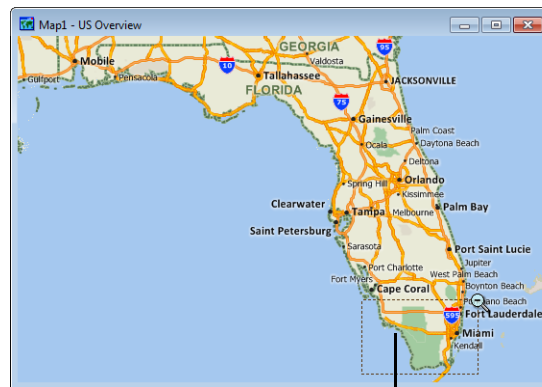 Map1 - US Overview
GEORGIA
95
Mobile
Valdosta
10
Gulfport
Pensacola
Tallahassee
JACKSONVILLE
FLORIDA
75
Gainesville
Palm Coast
Ocala
Daytona Beach
Deltona
Spring Hill
Orlando
Kissimmee
Clearwater
Tampa
Melbourne
Palm Bay
Saint Petersburg
Sarasota
Port Saint Lucie
Port Charlotte
Jupiter
West Palm Beach
Fort Myers
Cape Coral
Boynton Beach
Beach
595
Fort Lauderdale
Miami
Kendall